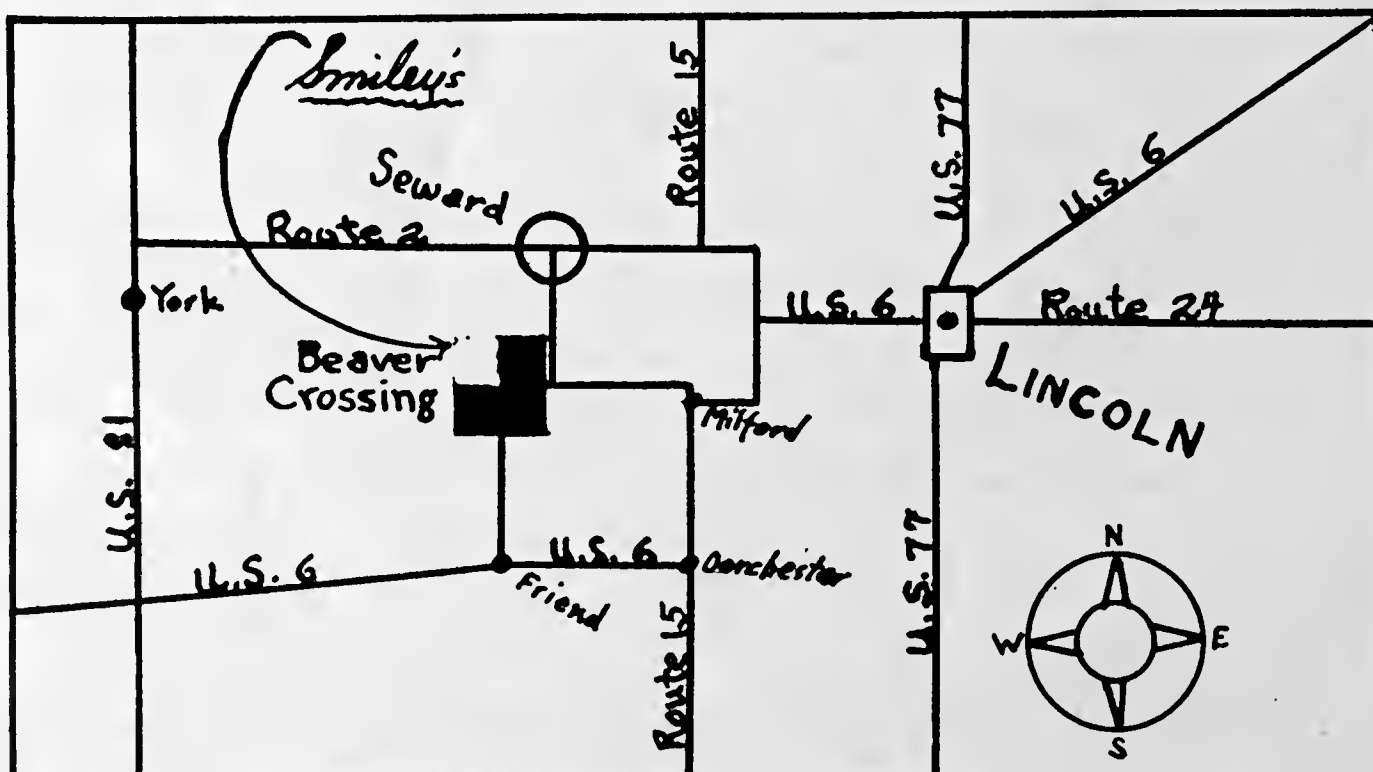 Smiley's
Seward
Route 15
U.S. 77
U.S. 6
Route 2
York
U.S. 6
Route 24
Beaver
Crossing
LINCOLN
Milford
U.S. 81
U.S. 77
N
U.S. 6
U.S. 6
Dorchester
Friend
W
E
Route 15
S